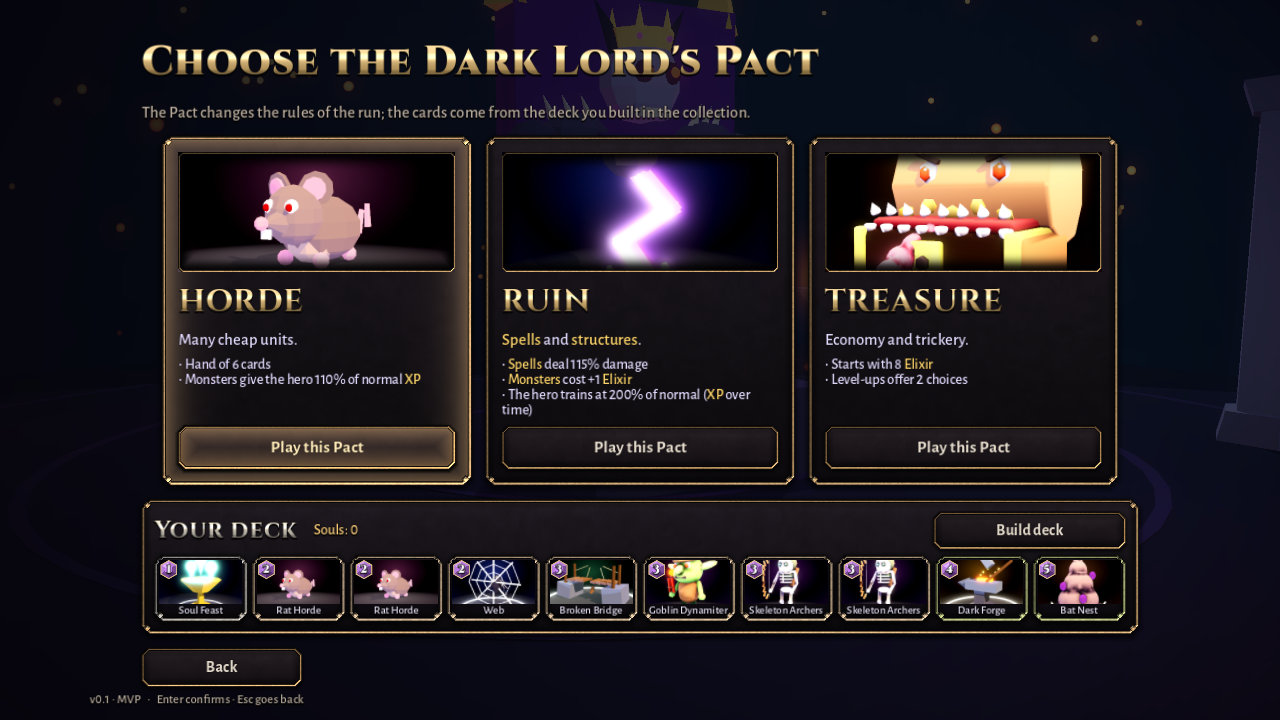 Choose the Dark Lord's Pact
The Pact changes the rules of the run; the cards come from the deck you built in the collection.
HORDE
Many cheap units.
· Hand of 6 cards
· Monsters give the hero 110% of normal XP
Play this Pact
RUIN
Spells and structures.
· Spells deal 115% damage
· Monsters cost +1 Elixir
· The hero trains at 200% of normal (XP over
time)
Play this Pact
TREASURE
Economy and trickery.
· Starts with 8 Elixir
· Level-ups offer 2 choices
Play this Pact
Your deck
Souls: 0
Build deck
1
Soul Feast
2
Rat Horde
2
Rat Horde
2
Web
3
Broken Bridge
3
Goblin Dynamiter
3
Skeleton Archers
3
Skeleton Archers
4
Dark Forge
5
Bat Nest
Back
v0.1 · MVP · Enter confirms · Esc goes back